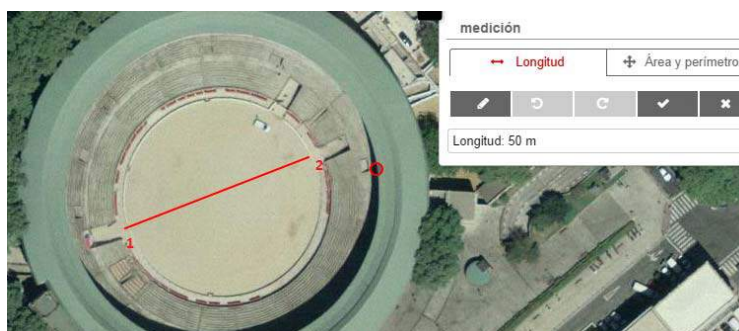 medición
Longitud
Área y perímetro
Longitud: 50 m
2
1